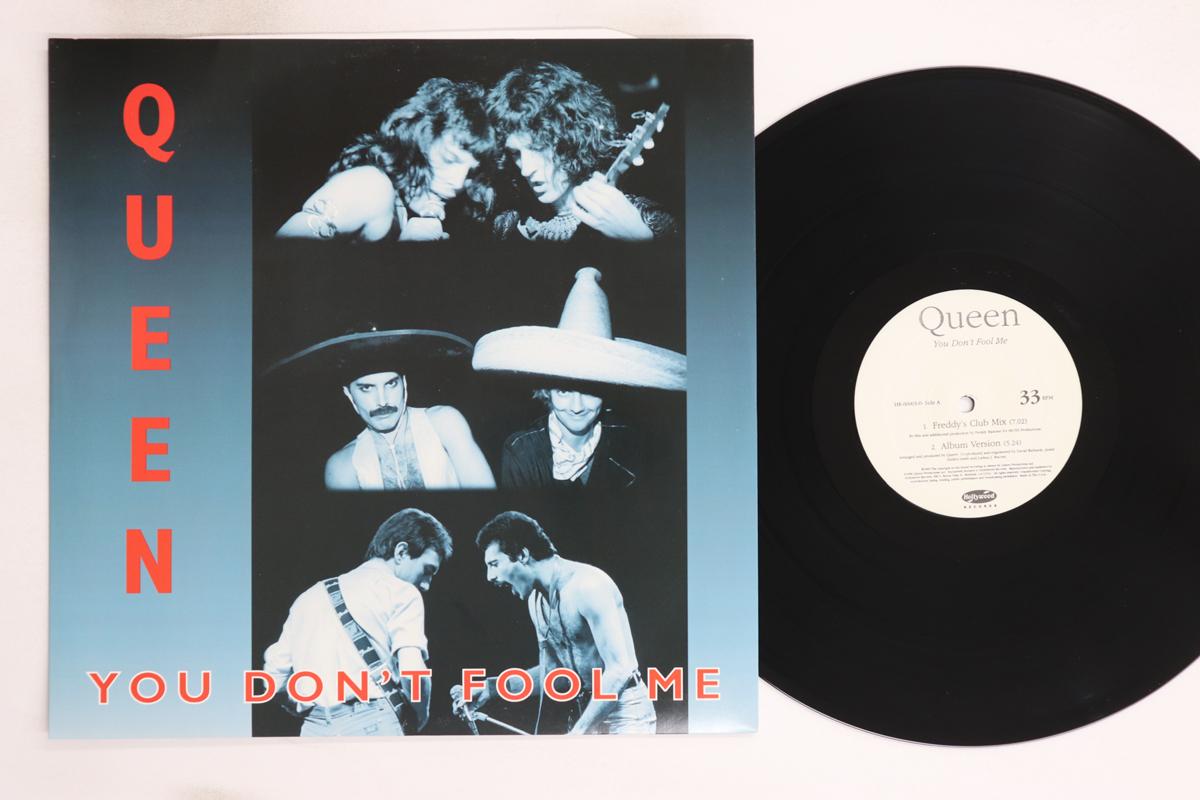 QUEEN
YOU DON'T FOOL ME
Queen
You Don't Fool Me
Side A
33 RPM
1. Freddy's Club Mix (7.02)
2. Album Version (5.24)
Hollywood
RECORDS